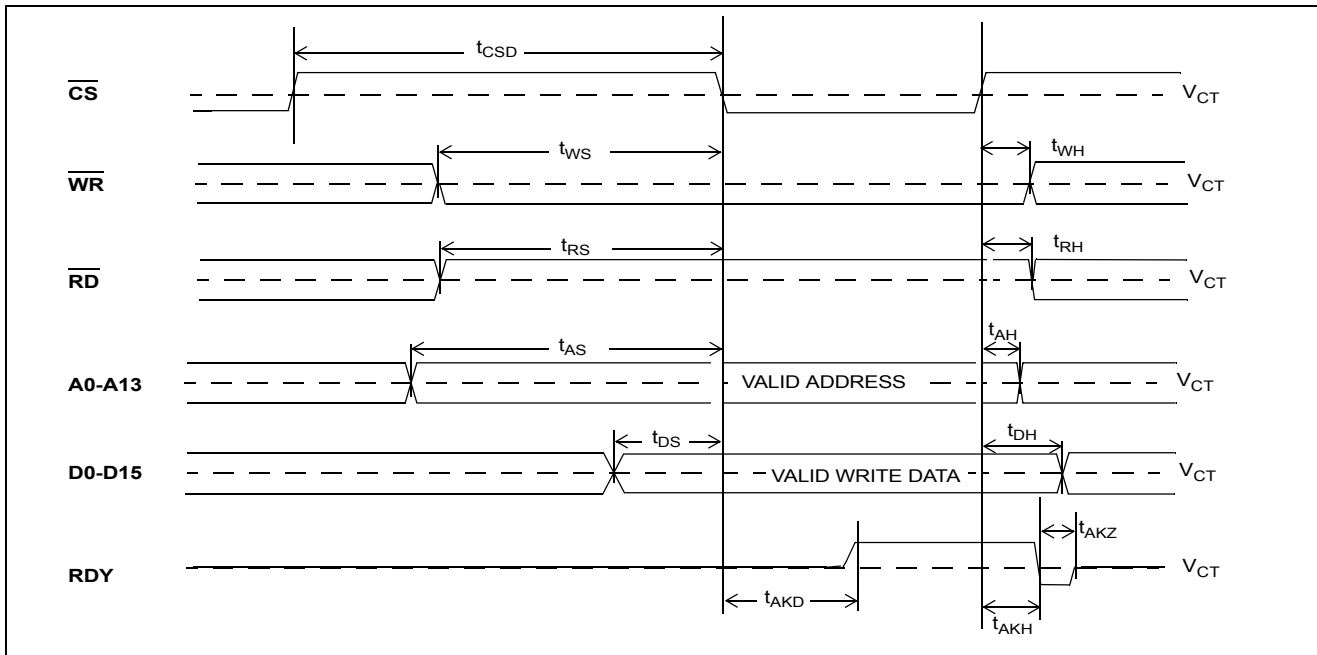 tCSD
CS VCT
tWS tWH
WR VCT
tRS tRH
RD VCT
tAS tAH
A0-A13 VALID ADDRESS VCT
tDS tDH
D0-D15 VALID WRITE DATA VCT
tAKZ
RDY VCT
tAKD tAKH